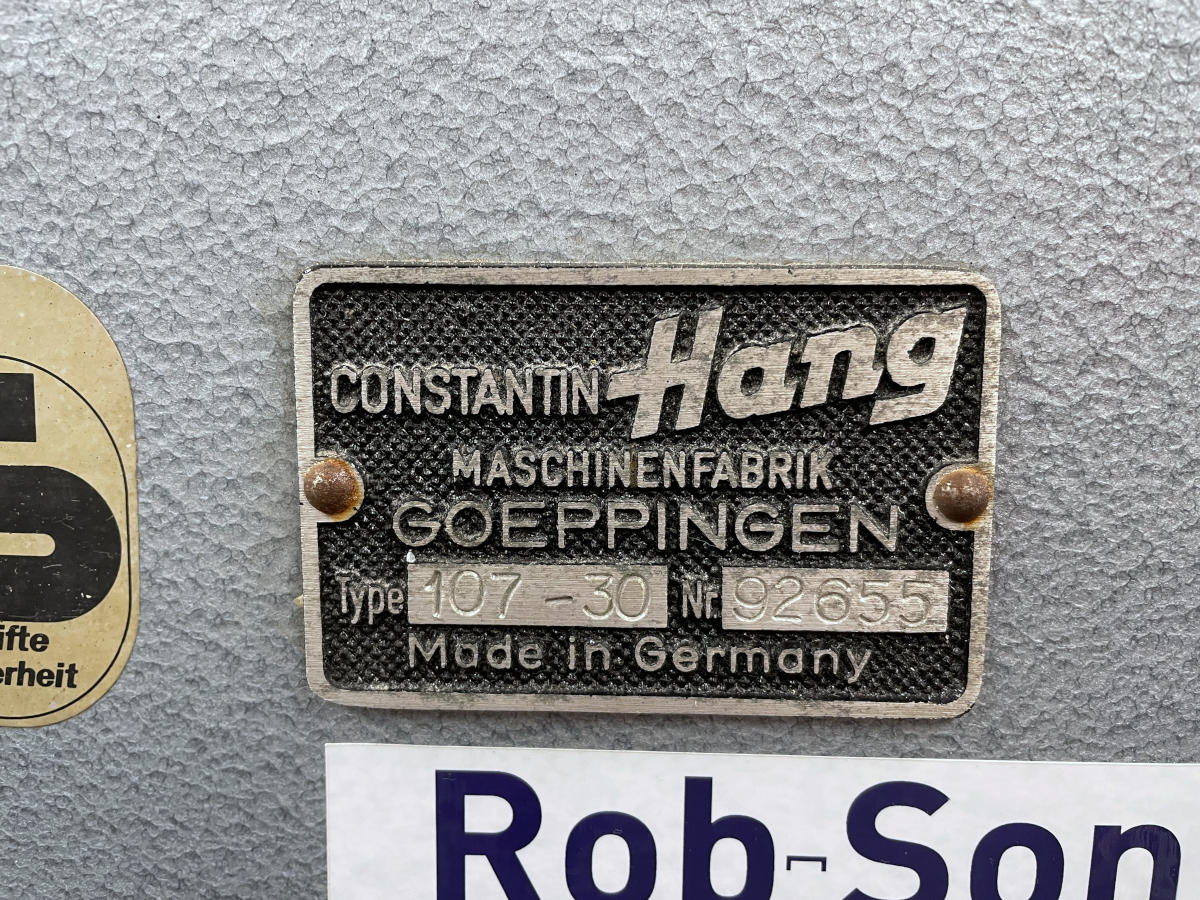 CONSTANTIN Hang
MASCHINENFABRIK
GOEPPINGEN
Type 107-30 Nr. 92655
Made in Germany
ifte
erheit
Rob-Son